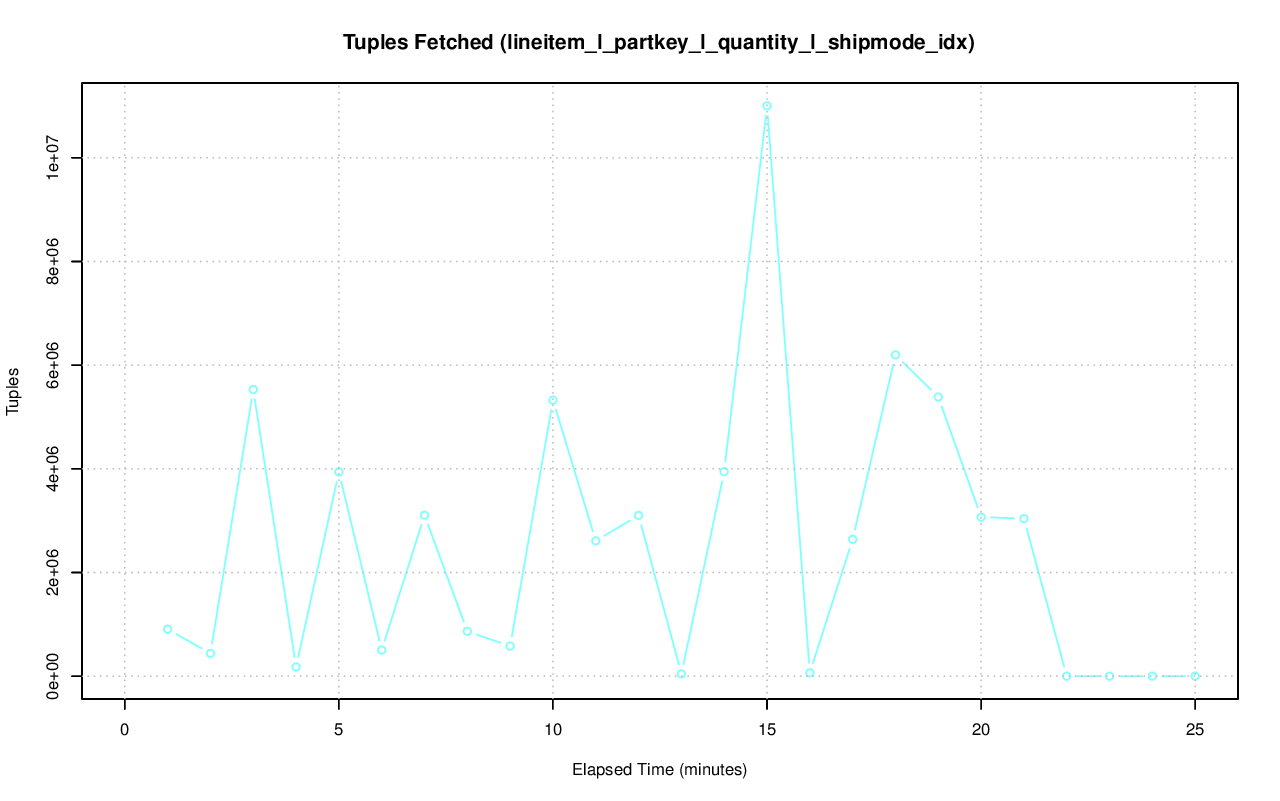 Tuples Fetched (lineitem_l_partkey_l_quantity_l_shipmode_idx)
1e+07
8e+06
6e+06
4e+06
2e+06
0e+00
Tuples
0 5 10 15 20 25
Elapsed Time (minutes)